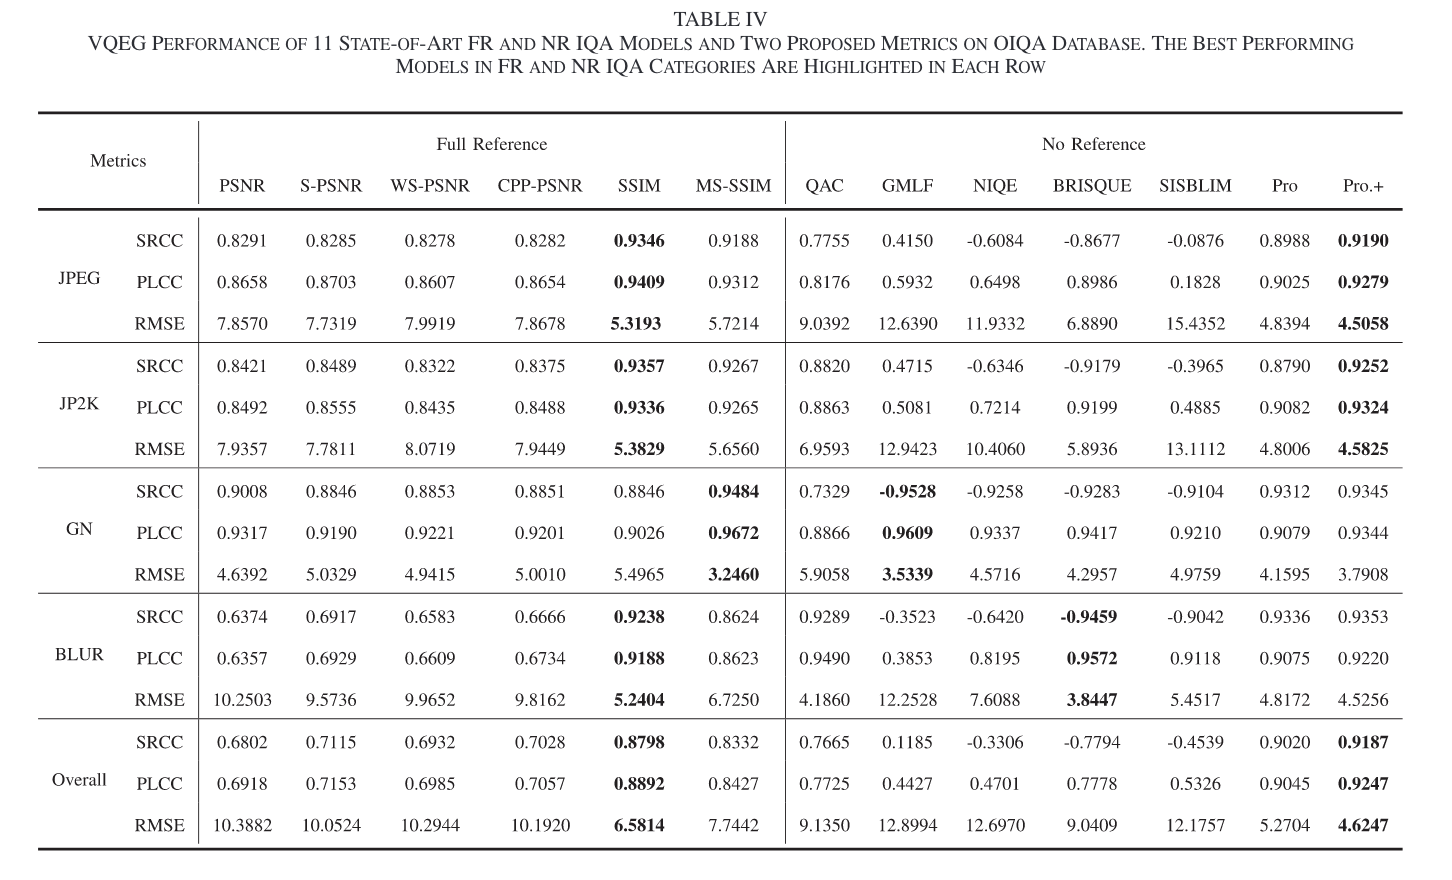 TABLE IV
VQEG PERFORMANCE OF 11 STATE-OF-ART FR AND NR IQA MODELS AND TWO PROPOSED METRICS ON OIQA DATABASE. THE BEST PERFORMING
MODELS IN FR AND NR IQA CATEGORIES ARE HIGHLIGHTED IN EACH ROW
Metrics Full Reference No Reference
PSNR S-PSNR WS-PSNR CPP-PSNR SSIM MS-SSIM QAC GMLF NIQE BRISQUE SISBLIM Pro Pro.+
JPEG SRCC 0.8291 0.8285 0.8278 0.8282 0.9346 0.9188 0.7755 0.4150 -0.6084 -0.8677 -0.0876 0.8988 0.9190
PLCC 0.8658 0.8703 0.8607 0.8654 0.9409 0.9312 0.8176 0.5932 0.6498 0.8986 0.1828 0.9025 0.9279
RMSE 7.8570 7.7319 7.9919 7.8678 5.3193 5.7214 9.0392 12.6390 11.9332 6.8890 15.4352 4.8394 4.5058
JP2K SRCC 0.8421 0.8489 0.8322 0.8375 0.9357 0.9267 0.8820 0.4715 -0.6346 -0.9179 -0.3965 0.8790 0.9252
PLCC 0.8492 0.8555 0.8435 0.8488 0.9336 0.9265 0.8863 0.5081 0.7214 0.9199 0.4885 0.9082 0.9324
RMSE 7.9357 7.7811 8.0719 7.9449 5.3829 5.6560 6.9593 12.9423 10.4060 5.8936 13.1112 4.8006 4.5825
GN SRCC 0.9008 0.8846 0.8853 0.8851 0.8846 0.9484 0.7329 -0.9528 -0.9258 -0.9283 -0.9104 0.9312 0.9345
PLCC 0.9317 0.9190 0.9221 0.9201 0.9026 0.9672 0.8866 0.9609 0.9337 0.9417 0.9210 0.9079 0.9344
RMSE 4.6392 5.0329 4.9415 5.0010 5.4965 3.2460 5.9058 3.5339 4.5716 4.2957 4.9759 4.1595 3.7908
BLUR SRCC 0.6374 0.6917 0.6583 0.6666 0.9238 0.8624 0.9289 -0.3523 -0.6420 -0.9459 -0.9042 0.9336 0.9353
PLCC 0.6357 0.6929 0.6609 0.6734 0.9188 0.8623 0.9490 0.3853 0.8195 0.9572 0.9118 0.9075 0.9220
RMSE 10.2503 9.5736 9.9652 9.8162 5.2404 6.7250 4.1860 12.2528 7.6088 3.8447 5.4517 4.8172 4.5256
Overall SRCC 0.6802 0.7115 0.6932 0.7028 0.8798 0.8332 0.7665 0.1185 -0.3306 -0.7794 -0.4539 0.9020 0.9187
PLCC 0.6918 0.7153 0.6985 0.7057 0.8892 0.8427 0.7725 0.4427 0.4701 0.7778 0.5326 0.9045 0.9247
RMSE 10.3882 10.0524 10.2944 10.1920 6.5814 7.7442 9.1350 12.8994 12.6970 9.0409 12.1757 5.2704 4.6247